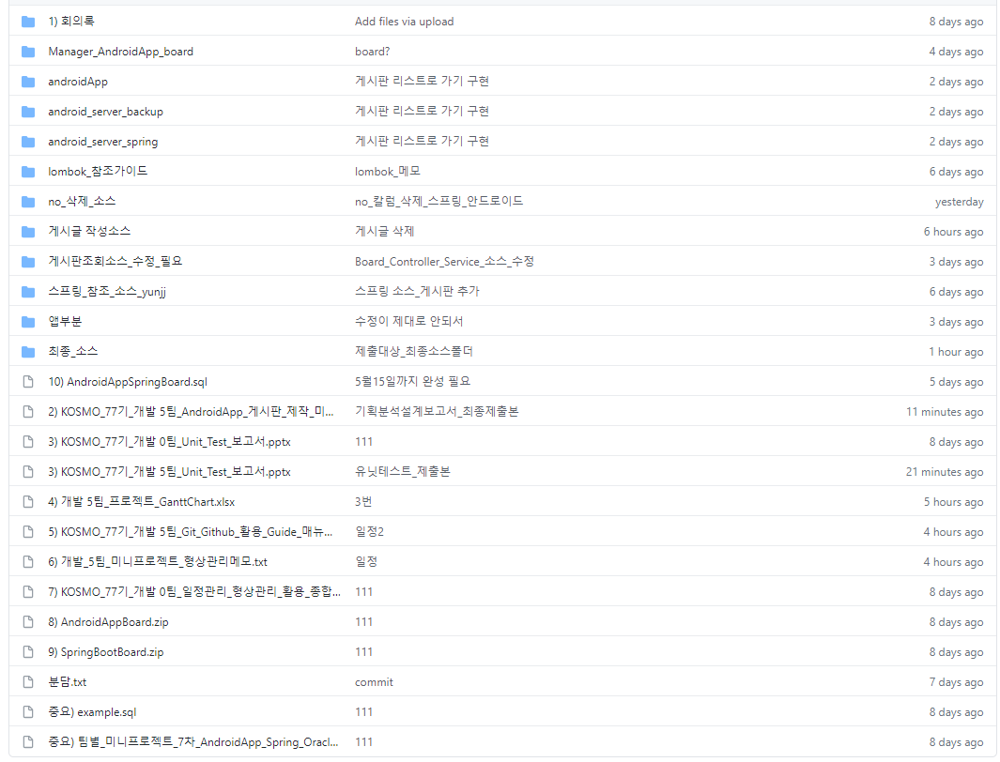 1) 회의록 Add files via upload 8 days ago
Manager_AndroidApp_board board? 4 days ago
androidApp 게시판 리스트로 가기 구현 2 days ago
android_server_backup 게시판 리스트로 가기 구현 2 days ago
android_server_spring 게시판 리스트로 가기 구현 2 days ago
lombok_참조가이드 lombok_메모 6 days ago
no_삭제_소스 no_칼럼_삭제_스프링_안드로이드 yesterday
게시글 작성소스 게시글 삭제 6 hours ago
게시판조회소스_수정_필요 Board_Controller_Service_소스_수정 3 days ago
스프링_참조_소스_yunjj 스프링 소스_게시판 추가 6 days ago
앱부분 수정이 제대로 안되서 3 days ago
최종_소스 제출대상_최종소스폴더 1 hour ago
10) AndroidAppSpringBoard.sql 5월15일까지 완성 필요 5 days ago
2) KOSMO_77기_개발 5팀_AndroidApp_게시판_제작_미... 기획분석설계보고서_최종제출본 11 minutes ago
3) KOSMO_77기_개발 0팀_Unit_Test_보고서.pptx 111 8 days ago
3) KOSMO_77기_개발 5팀_Unit_Test_보고서.pptx 유닛테스트_제출본 21 minutes ago
4) 개발 5팀_프로젝트_GanttChart.xlsx 3번 5 hours ago
5) KOSMO_77기_개발 5팀_Git_Github_활용_Guide_매뉴... 일정2 4 hours ago
6) 개발_5팀_미니프로젝트_형상관리메모.txt 일정 4 hours ago
7) KOSMO_77기_개발 0팀_일정관리_형상관리_활용_종합... 111 8 days ago
8) AndroidAppBoard.zip 111 8 days ago
9) SpringBootBoard.zip 111 8 days ago
분담.txt commit 7 days ago
중요) example.sql 111 8 days ago
중요) 팀별_미니프로젝트_7차_AndroidApp_Spring_Oracl... 111 8 days ago